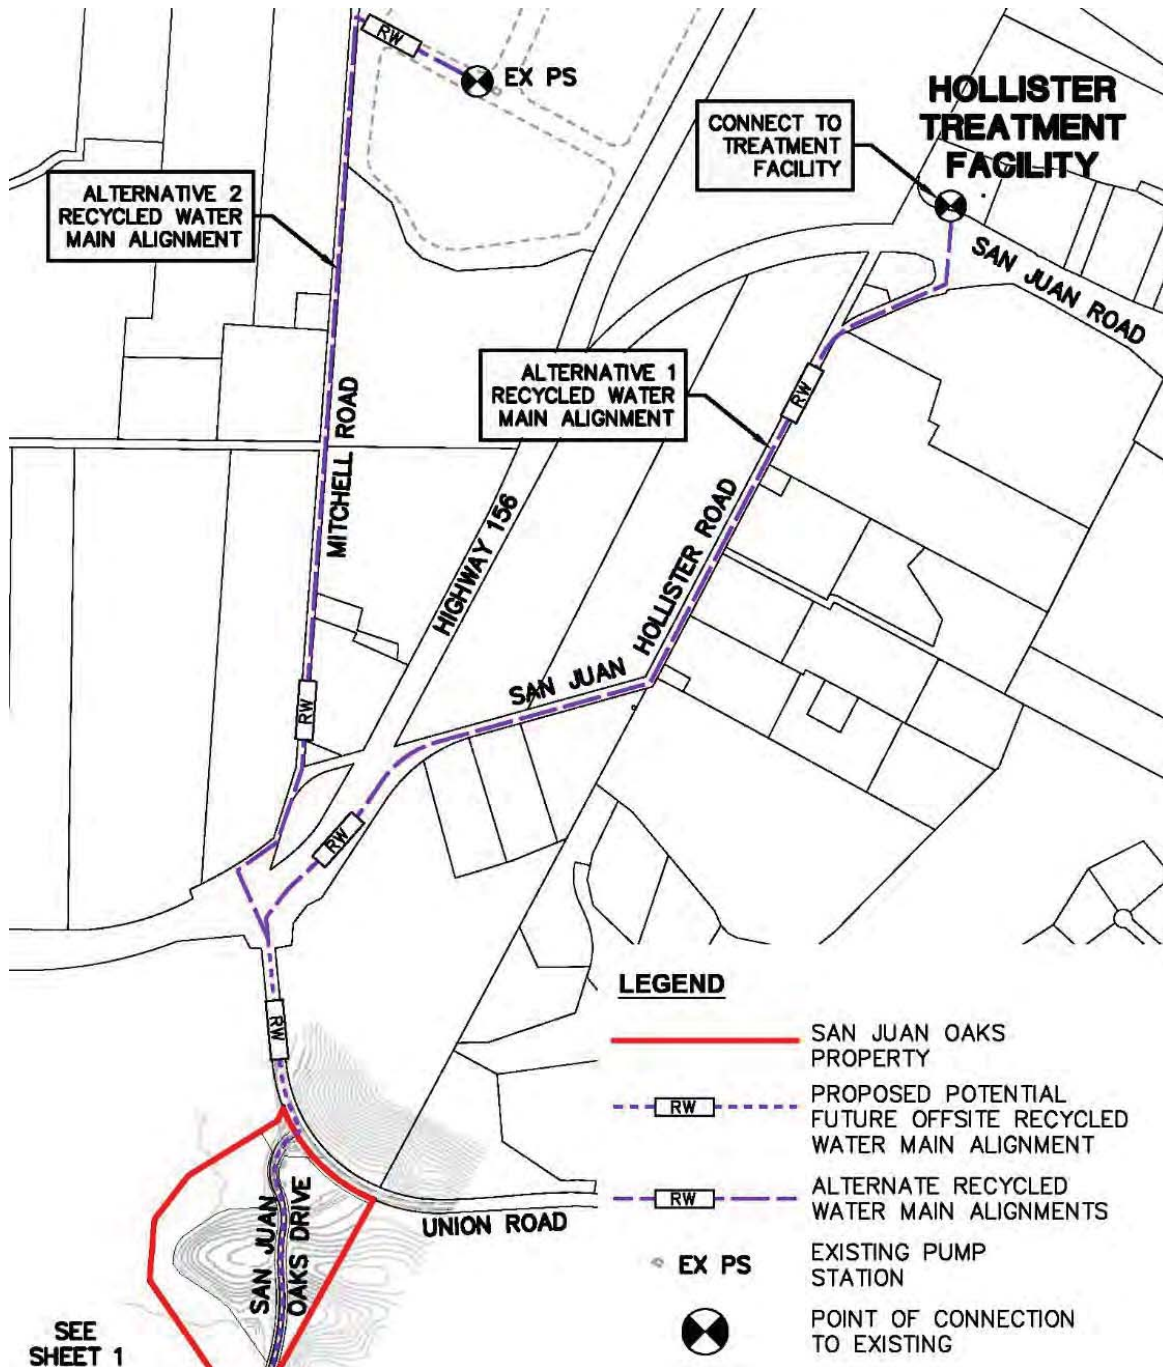 RW
EX PS
HOLLISTER
TREATMENT
FACILITY
CONNECT TO
TREATMENT
FACILITY
ALTERNATIVE 2
RECYCLED WATER
MAIN ALIGNMENT
SAN JUAN ROAD
ALTERNATIVE 1
RECYCLED WATER
MAIN ALIGNMENT
RW
MITCHELL ROAD
HIGHWAY 156
SAN JUAN HOLLISTER ROAD
RW
RW
RW
SAN JUAN
OAKS DRIVE
UNION ROAD
SEE
SHEET 1
LEGEND
SAN JUAN OAKS
PROPERTY
RW
PROPOSED POTENTIAL
FUTURE OFFSITE RECYCLED
WATER MAIN ALIGNMENT
RW
ALTERNATE RECYCLED
WATER MAIN ALIGNMENTS
EX PS
EXISTING PUMP
STATION
POINT OF CONNECTION
TO EXISTING